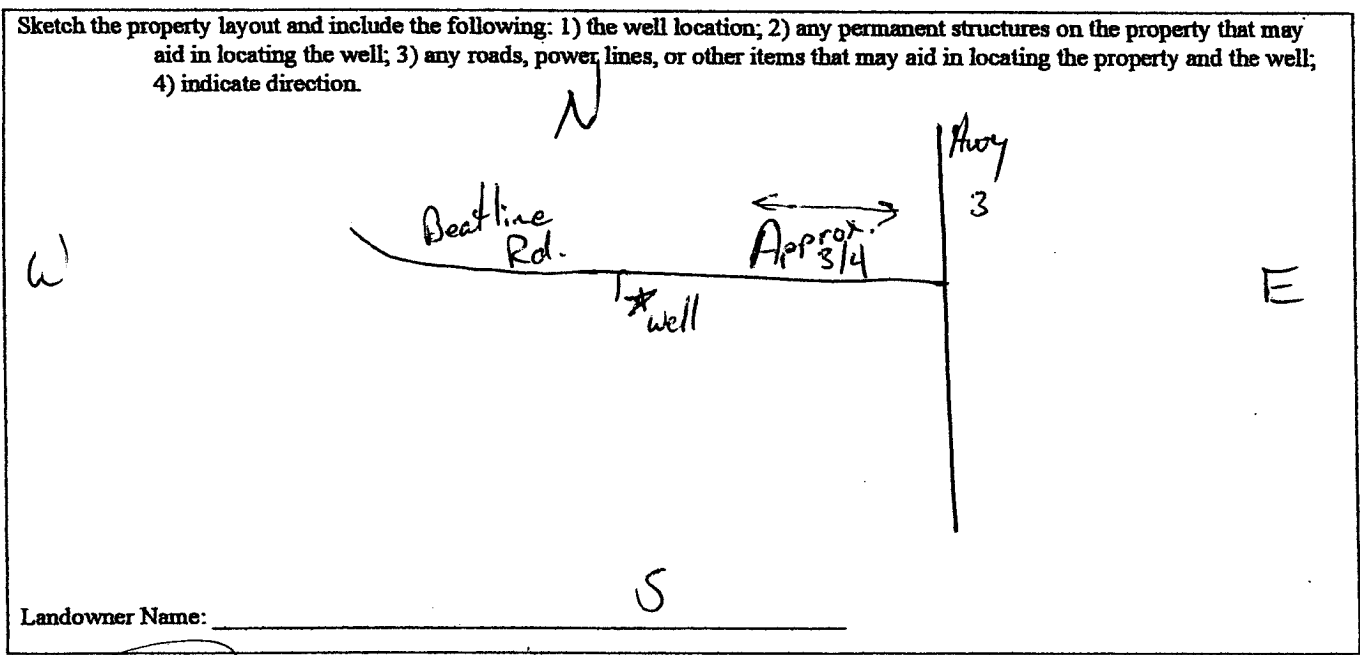 Sketch the property layout and include the following: 1) the well location; 2) any permanent structures on the property that may
aid in locating the well; 3) any roads, power lines, or other items that may aid in locating the property and the well;
4) indicate direction.
N
Hwy
3
Beatline
Rd.
Approx.
3/4
W
E
well
S
Landowner Name: